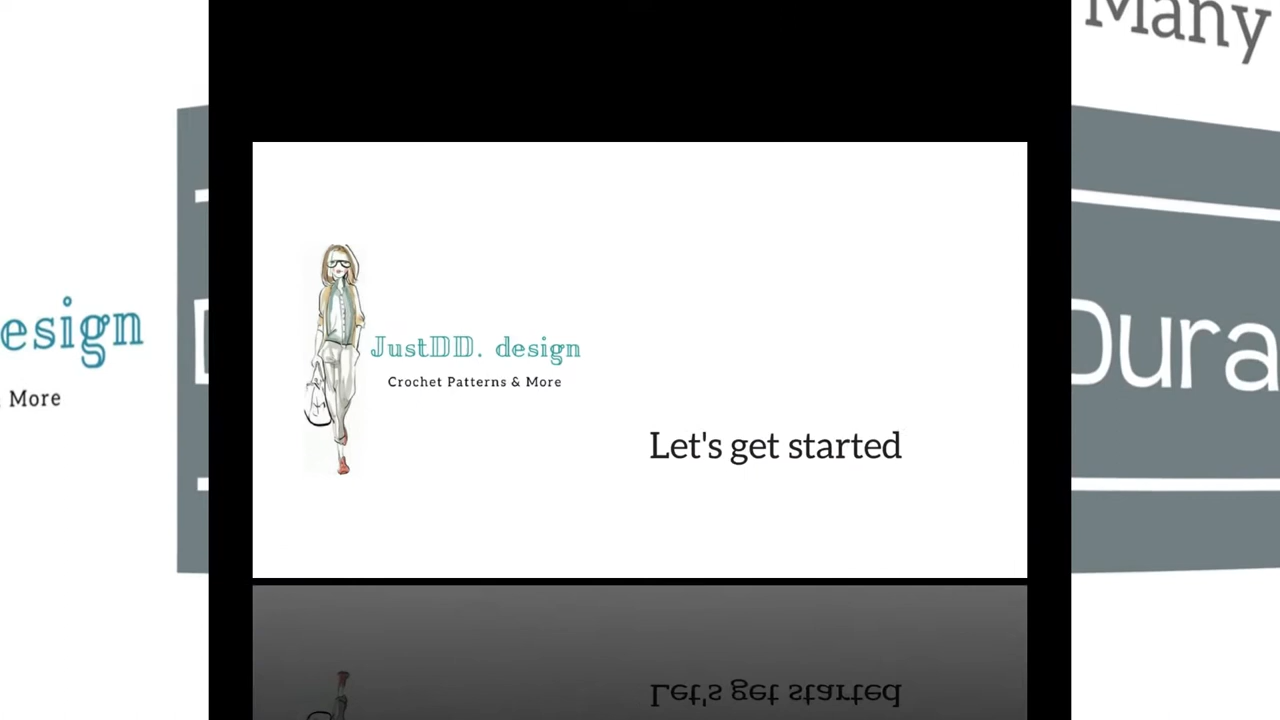 Many
esign
More
Dura
JustDD. design
Crochet Patterns & More
Let's get started
Let's get started